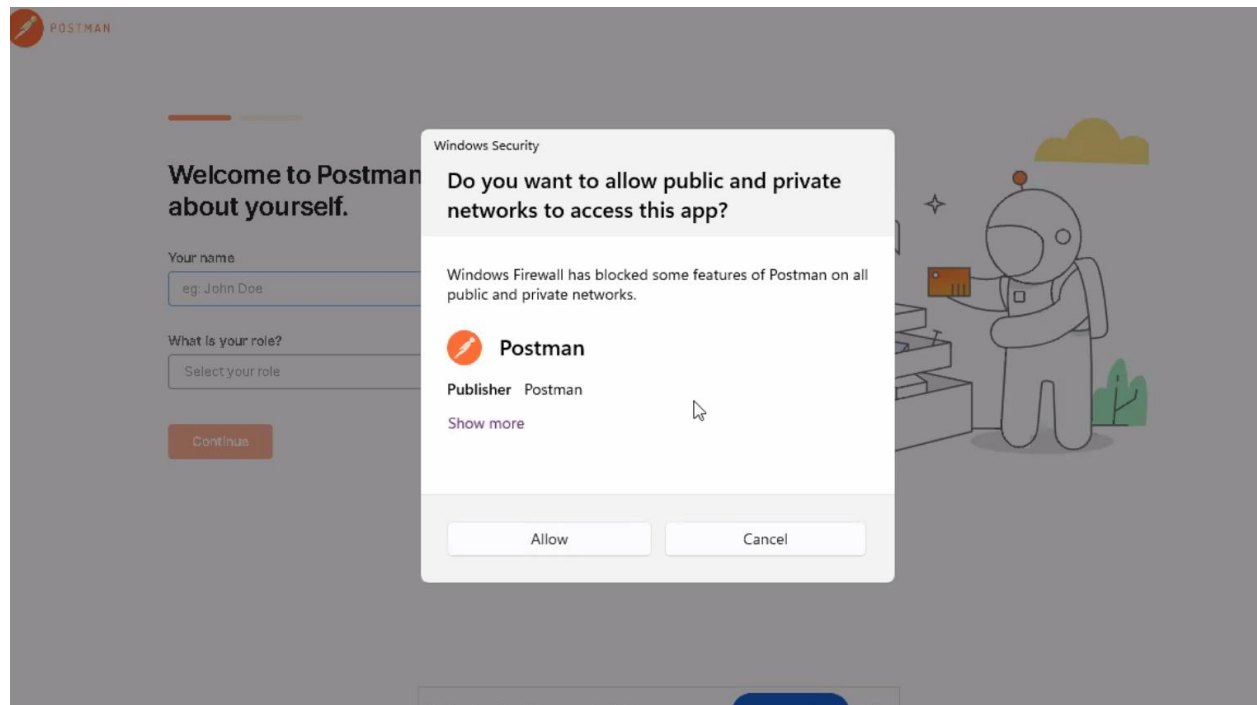 POSTMAN
Welcome to Postman
about yourself.
Your name
eg: John Doe
What is your role?
Select your role
Continue
Windows Security
Do you want to allow public and private
networks to access this app?
Windows Firewall has blocked some features of Postman on all
public and private networks.
Postman
Publisher Postman
Show more
Allow
Cancel